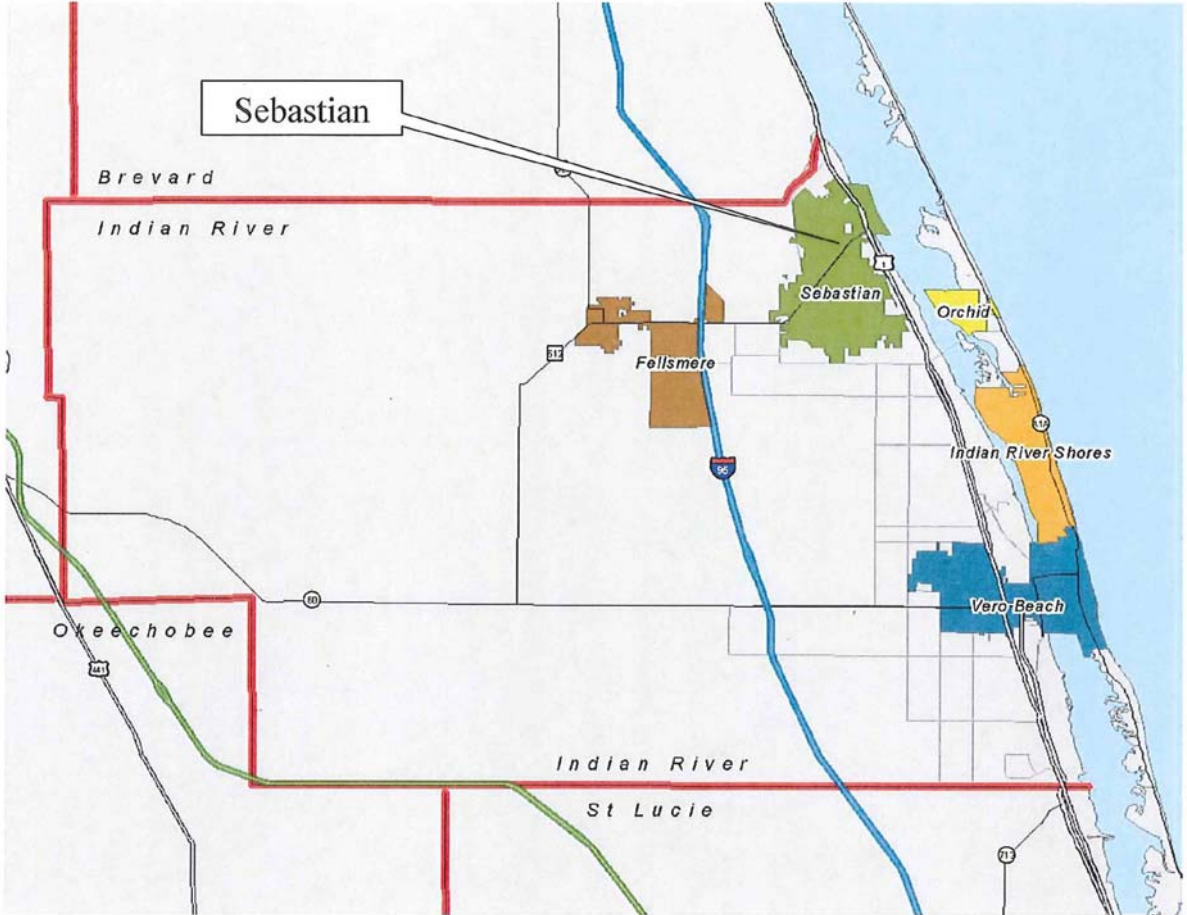 Sebastian
Brevard
Indian River
1
Sebastian
Orchid
512
Fellsmere
A1A
Indian River Shores
95
60
Vero Beach
Okeechobee
441
Indian River
St Lucie
713